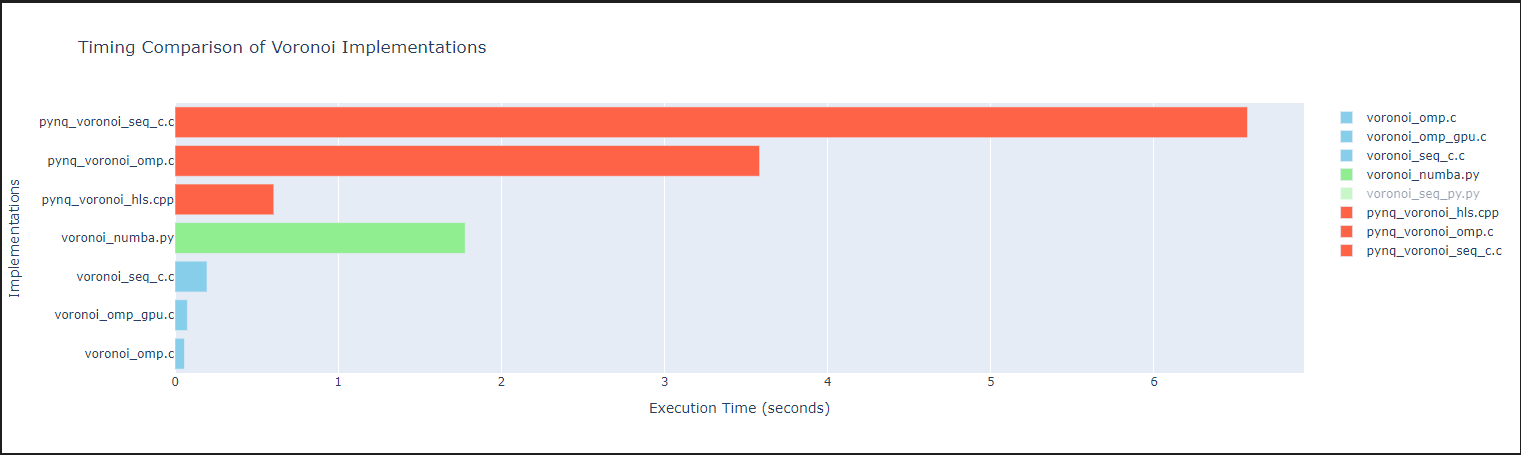 Timing Comparison of Voronoi Implementations
Implementations
pynq_voronoi_seq_c.c
pynq_voronoi_omp.c
pynq_voronoi_hls.cpp
voronoi_numba.py
voronoi_seq_c.c
voronoi_omp_gpu.c
voronoi_omp.c
0 1 2 3 4 5 6
Execution Time (seconds)
voronoi_omp.c
voronoi_omp_gpu.c
voronoi_seq_c.c
voronoi_numba.py
voronoi_seq_py.py
pynq_voronoi_hls.cpp
pynq_voronoi_omp.c
pynq_voronoi_seq_c.c